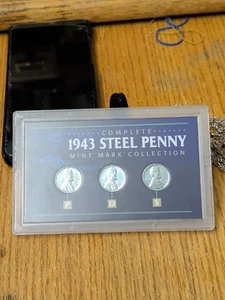 COMPLETE
1943 STEEL PENNY
MINT MARK COLLECTION
P D S